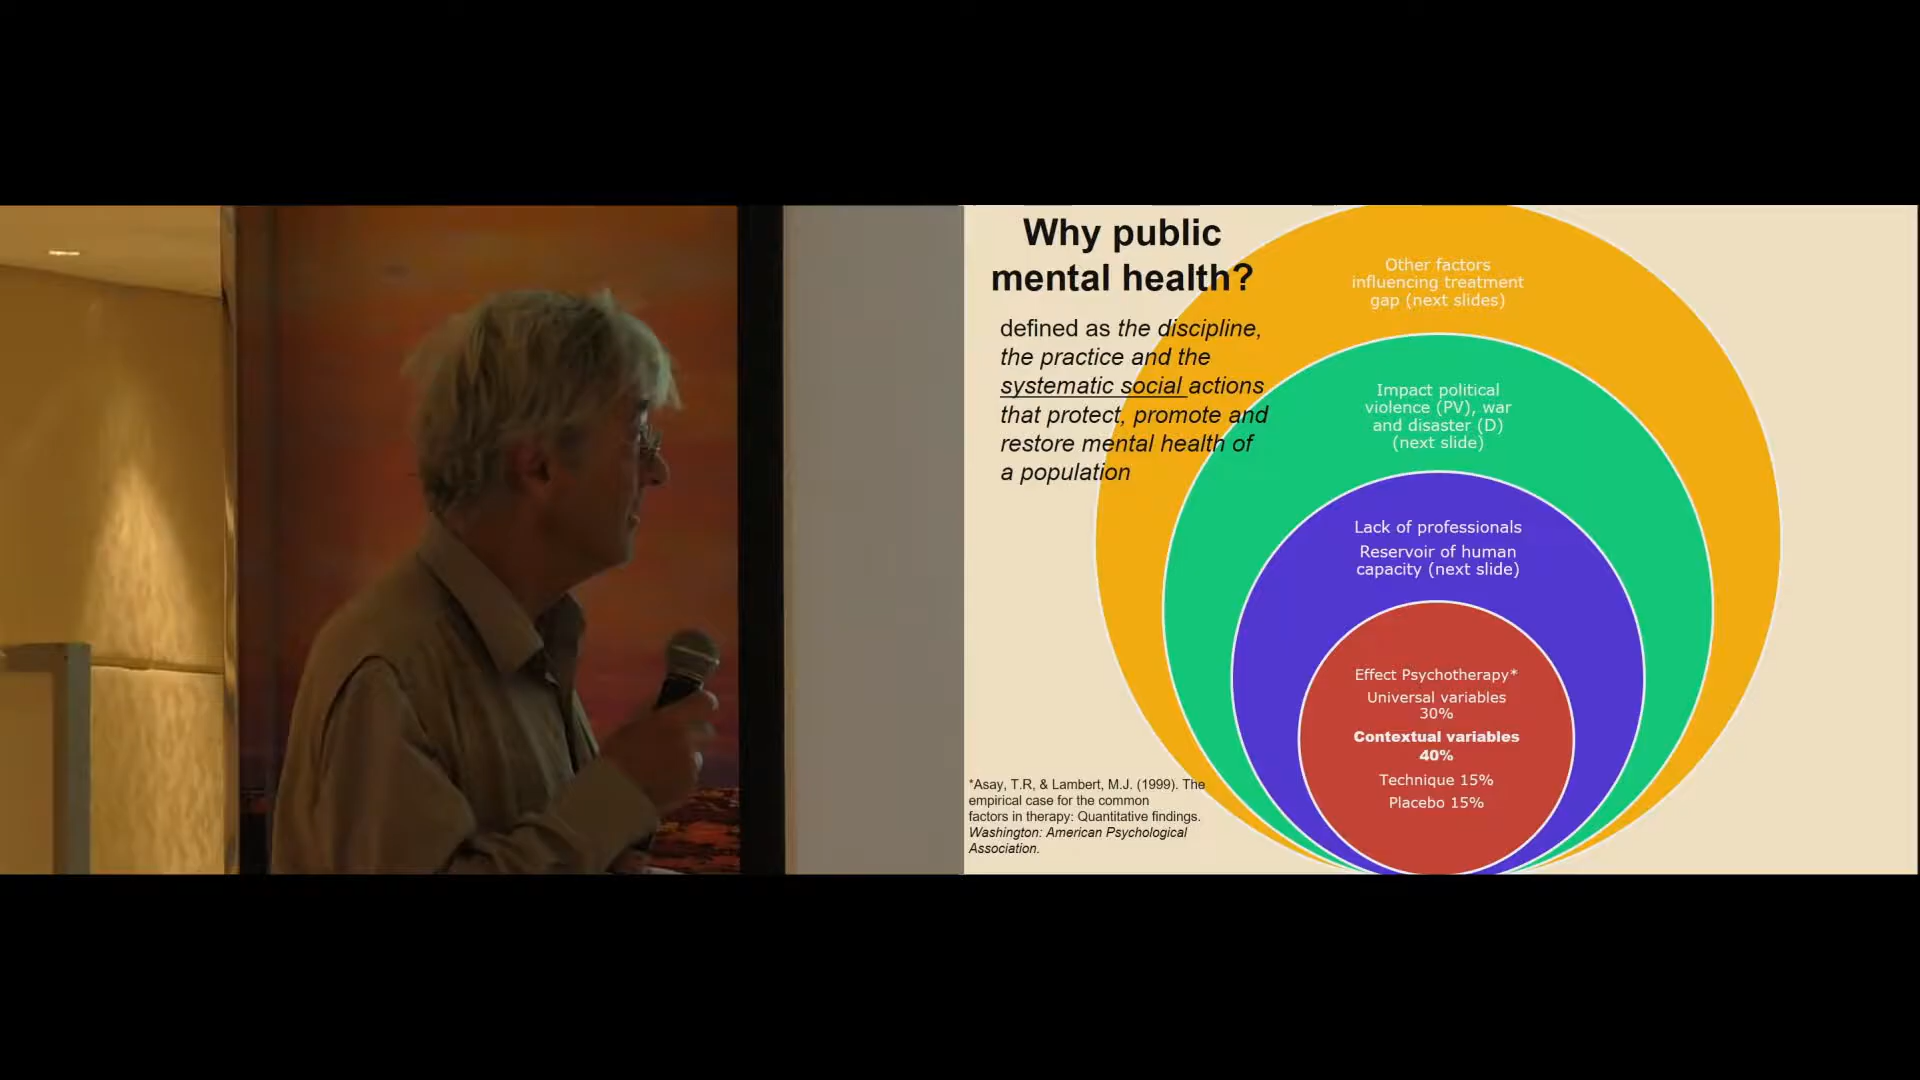 Why public
mental health?
defined as the discipline,
the practice and the
systematic social actions
that protect, promote and
restore mental health of
a population
*Asay, T.R, & Lambert, M.J. (1999). The
empirical case for the common
factors in therapy: Quantitative findings.
Washington: American Psychological
Association.
Other factors
influencing treatment
gap (next slides)
Impact political
violence (PV), war
and disaster (D)
(next slide)
Lack of professionals
Reservoir of human
capacity (next slide)
Effect Psychotherapy*
Universal variables
30%
Contextual variables
40%
Technique 15%
Placebo 15%